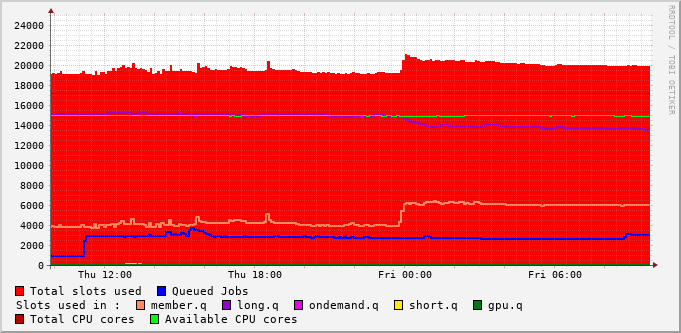 24000
22000
20000
18000
16000
14000
12000
10000
8000
6000
4000
2000
0
Thu 12:00 Thu 18:00 Fri 00:00 Fri 06:00
Total slots used Queued Jobs
Slots used in : member.q long.q ondemand.q short.q gpu.q
Total CPU cores Available CPU cores
RRDTOOL / TOBI OETIKER